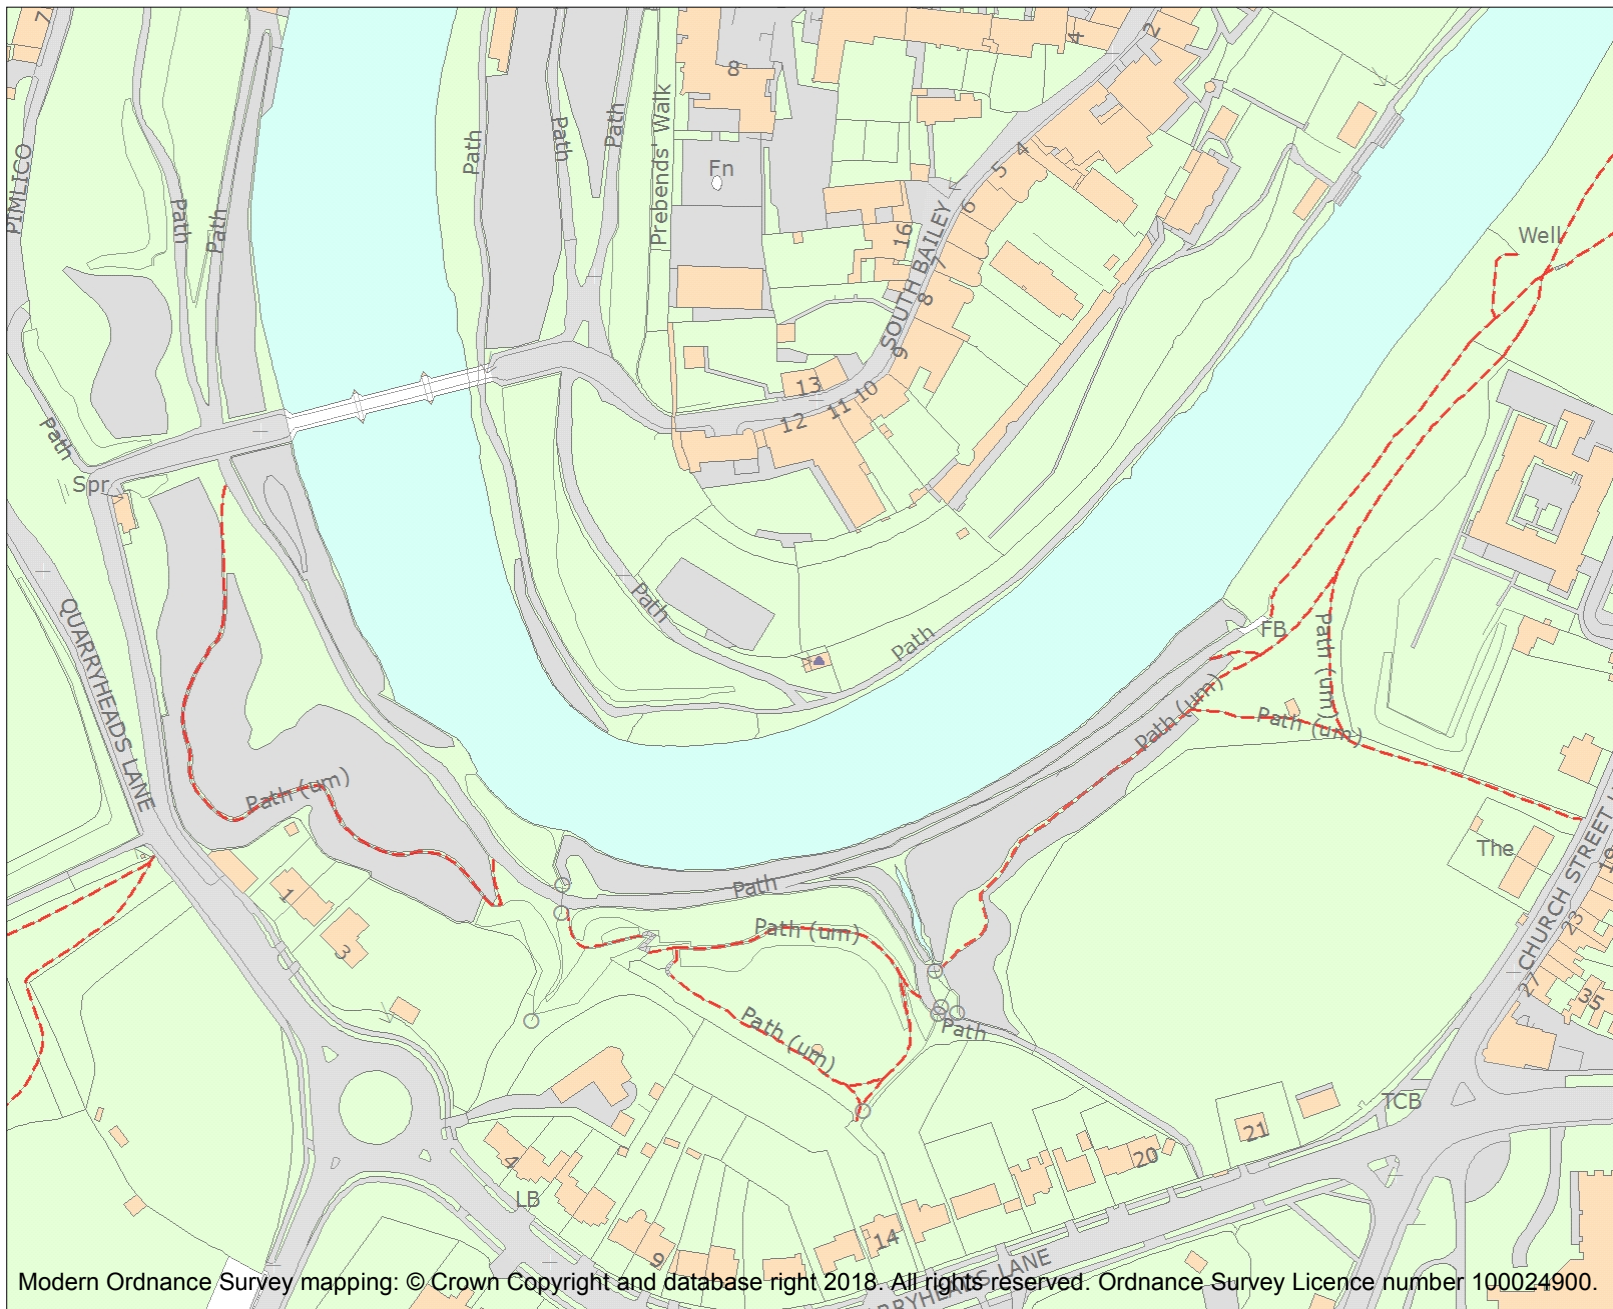 7
4
2
8
PIMLICO
Path
Path
Path
Path
Path
Prebends' Walk
Fn
4
5
6
16
7
8
SOUTH BAILEY
9
Well
13
10
11
12
Path
Spr
QUARRYHEADS LANE
Path
Path
FB
Path (um)
Path (um)
Path (um)
Path (um)
The
CHURCH STREET
19
23
27
35
1
3
Path
Path (um)
Path (um)
Path
TCB
21
20
4
LB
14
9
RRYHEADS LANE
Modern Ordnance Survey mapping: © Crown Copyright and database right 2018. All rights reserved. Ordnance Survey Licence number 100024900.